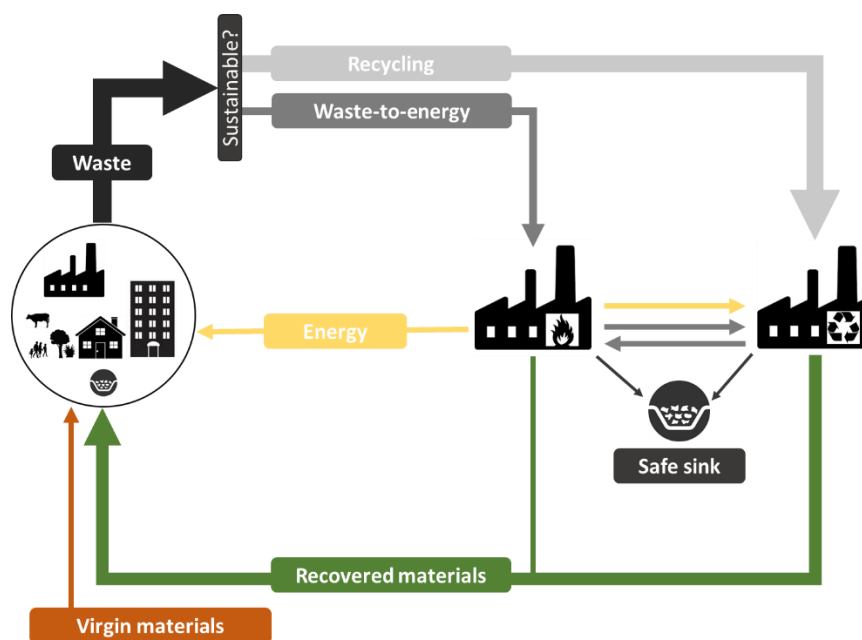 Sustainable?
Recycling
Waste-to-energy
Waste
Energy
Safe sink
Recovered materials
Virgin materials